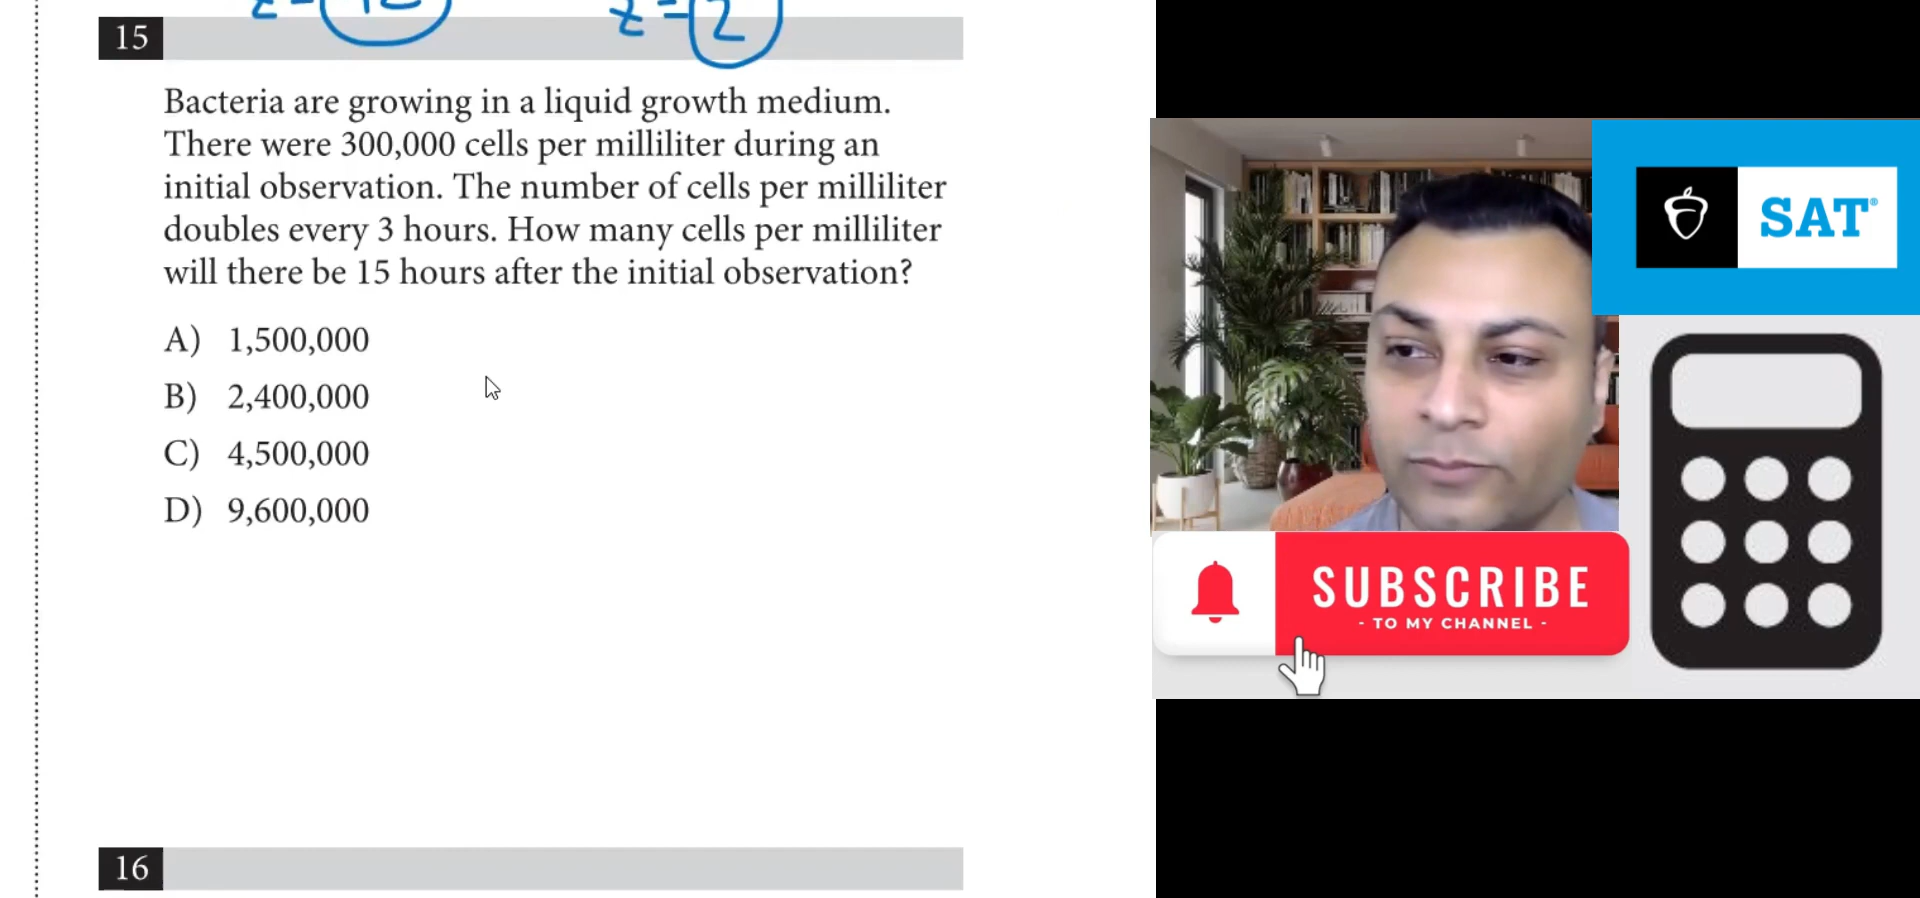 z = 12
z = 2
15
Bacteria are growing in a liquid growth medium.
There were 300,000 cells per milliliter during an
initial observation. The number of cells per milliliter
doubles every 3 hours. How many cells per milliliter
will there be 15 hours after the initial observation?
A) 1,500,000
B) 2,400,000
C) 4,500,000
D) 9,600,000
16
SAT®
SUBSCRIBE
- TO MY CHANNEL -